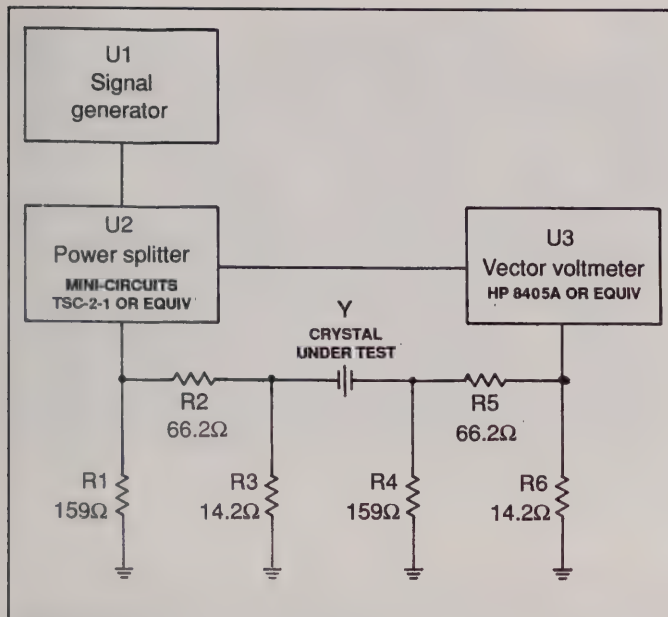 U1
Signal
generator
U2
Power splitter
MINI-CIRCUITS
TSC-2-1 OR EQUIV
U3
Vector voltmeter
HP 8405A OR EQUIV
Y
CRYSTAL
UNDER TEST
R2
66.2Ω
R5
66.2Ω
R1
159Ω
R3
14.2Ω
R4
159Ω
R6
14.2Ω